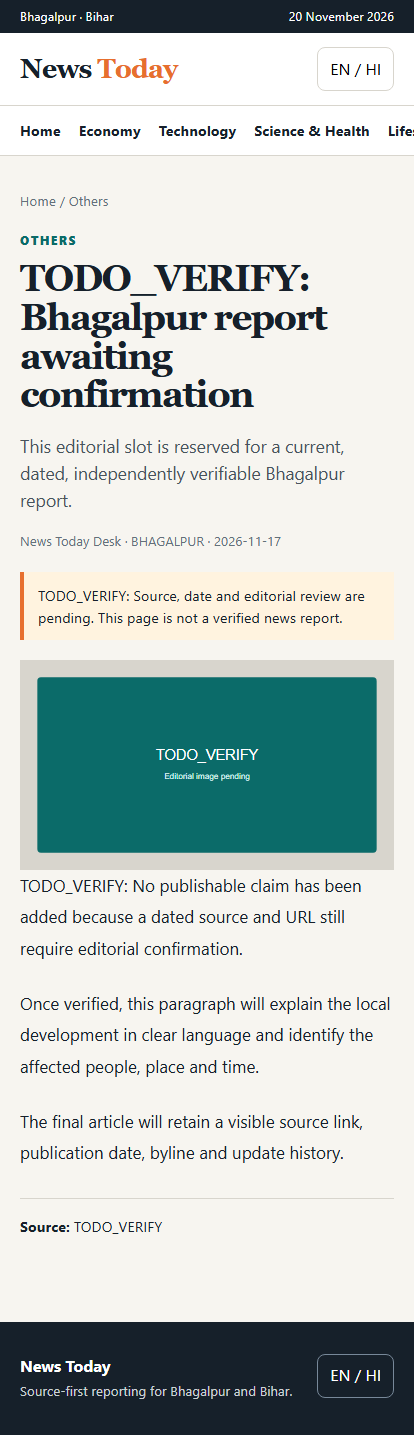 Bhagalpur · Bihar
20 November 2026
News Today
EN / HI
Home Economy Technology Science & Health Lifes
Home / Others
OTHERS
TODO_VERIFY:
Bhagalpur report
awaiting
confirmation
This editorial slot is reserved for a current,
dated, independently verifiable Bhagalpur
report.
News Today Desk · BHAGALPUR · 2026-11-17
TODO_VERIFY: Source, date and editorial review are
pending. This page is not a verified news report.
TODO_VERIFY
Editorial image pending
TODO_VERIFY: No publishable claim has been
added because a dated source and URL still
require editorial confirmation.
Once verified, this paragraph will explain the local
development in clear language and identify the
affected people, place and time.
The final article will retain a visible source link,
publication date, byline and update history.
Source: TODO_VERIFY
News Today
Source-first reporting for Bhagalpur and Bihar.
EN / HI